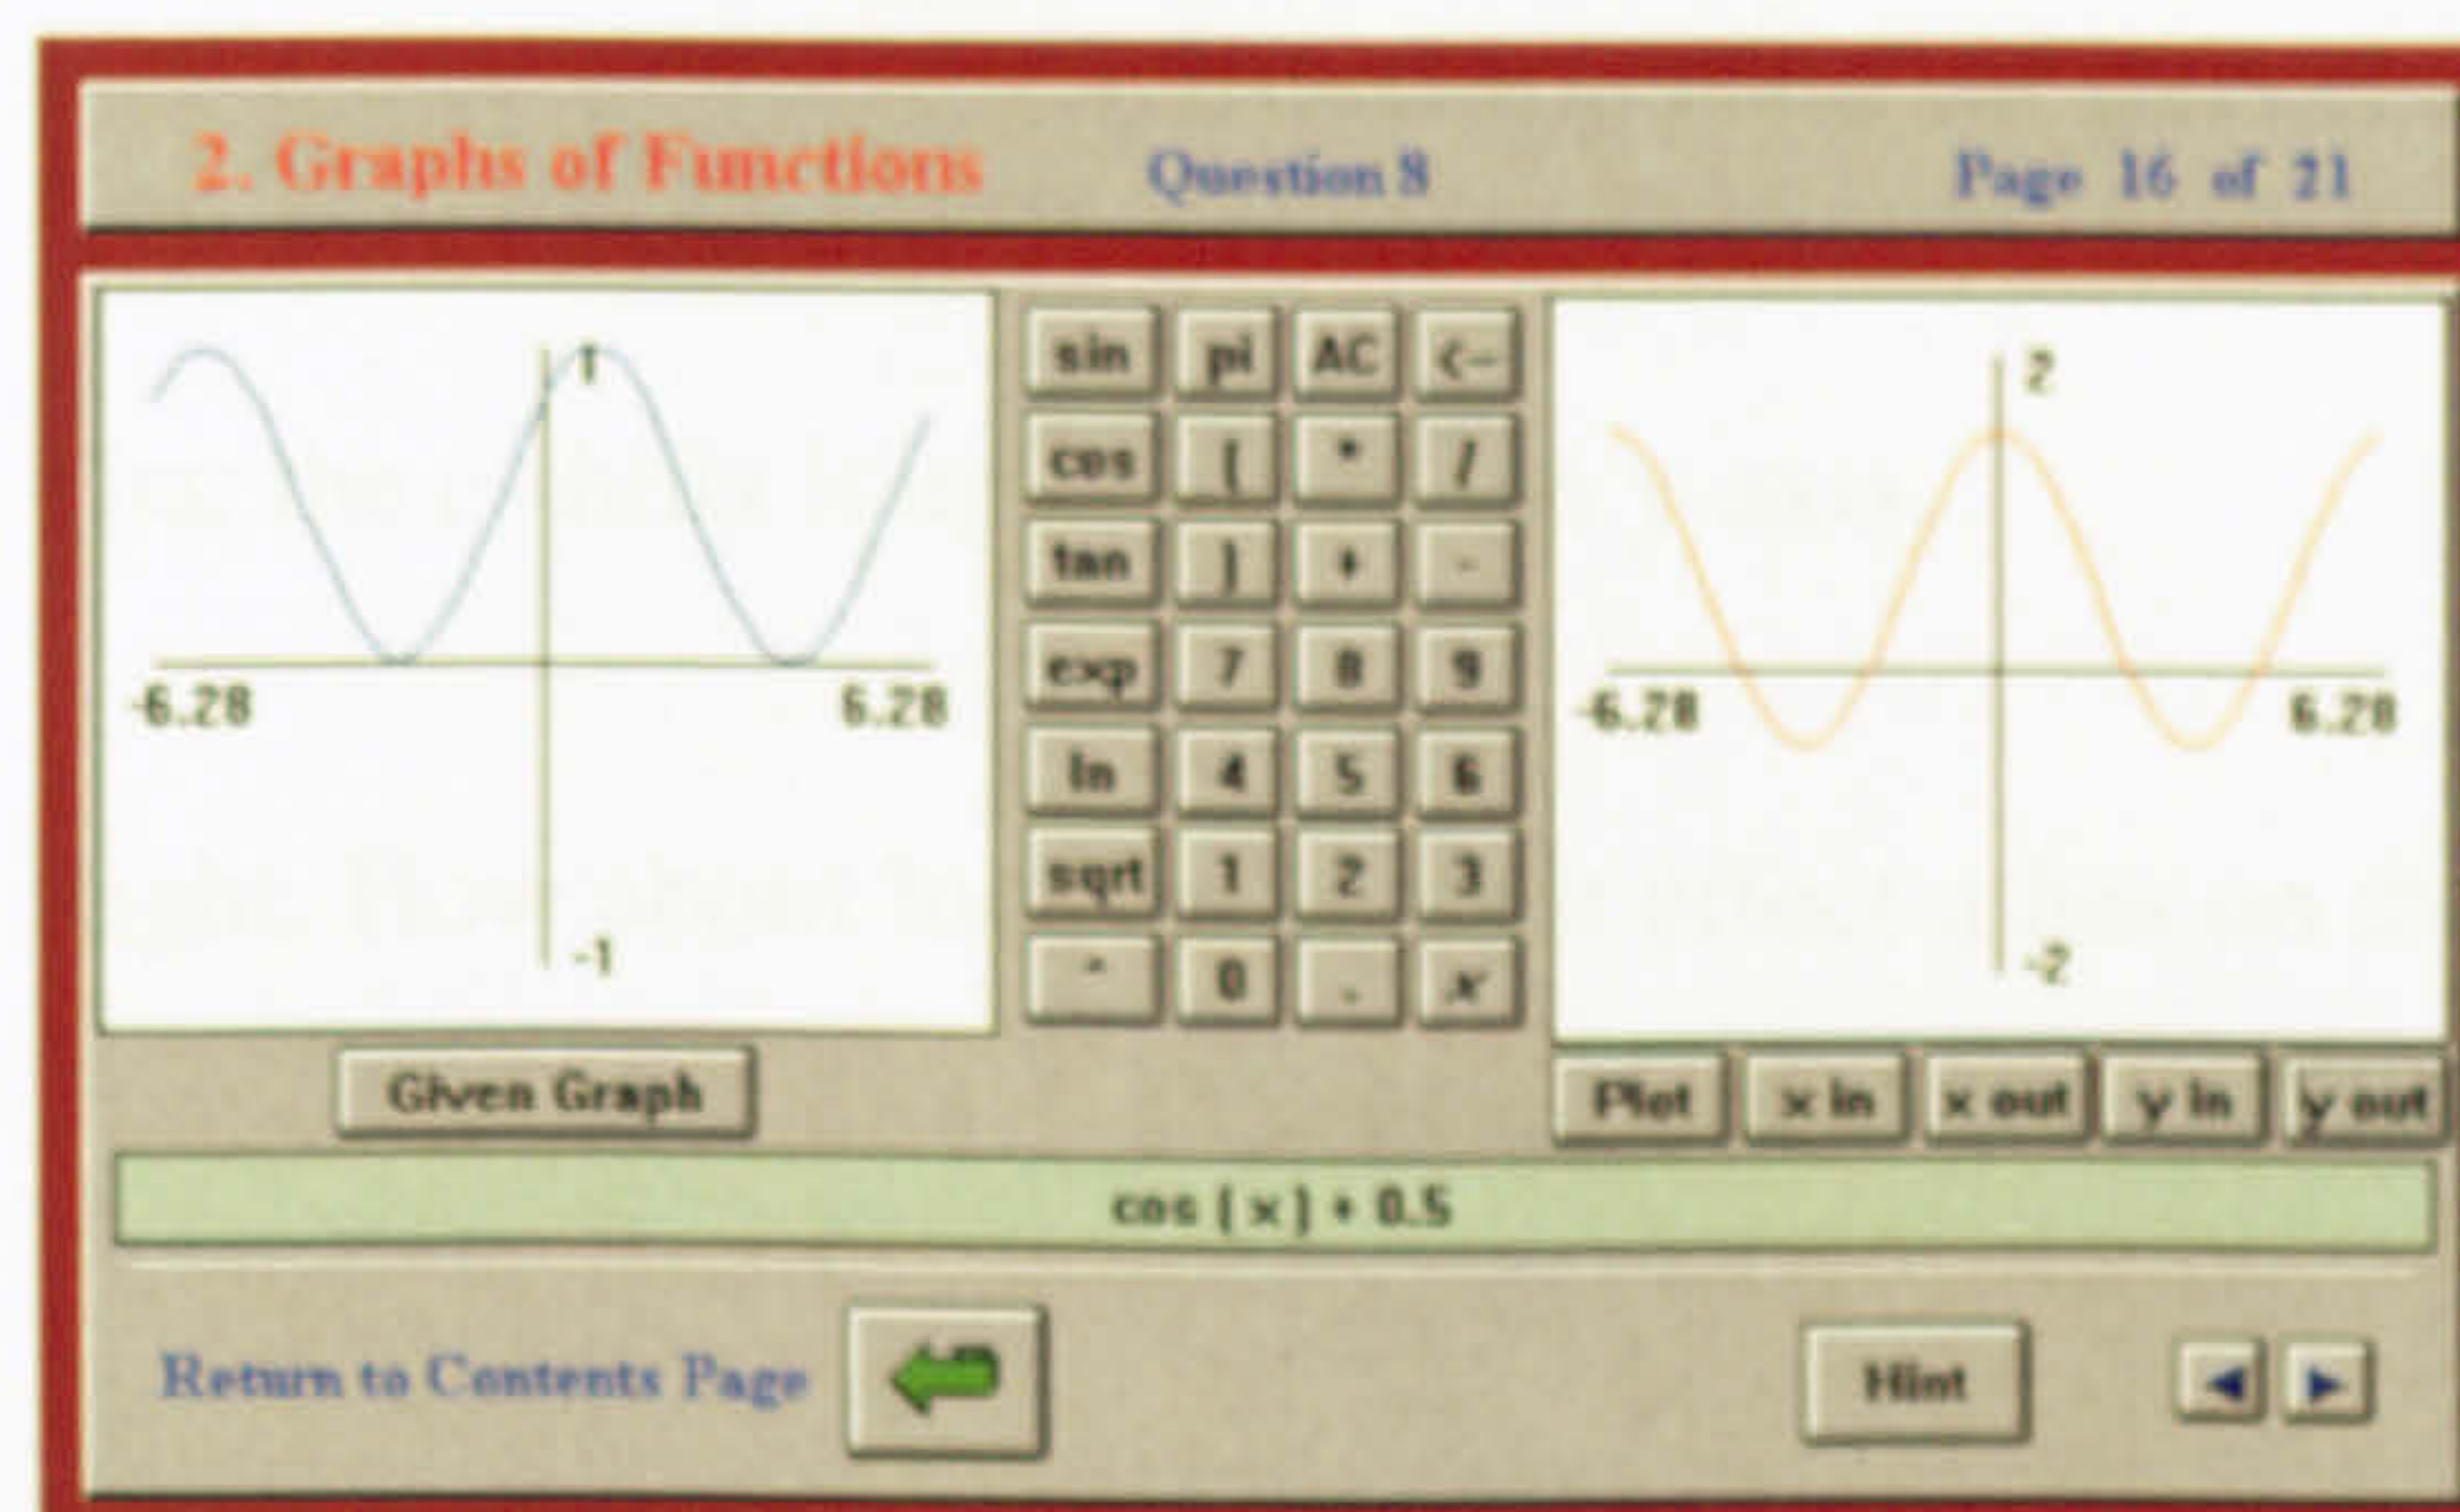 2. Graphs of Functions Question 8 Page 16 of 21
1
-6.28 6.28
-1
sin pi AC <-
cos ( * /
tan ) + -
exp 7 8 9
ln 4 5 6
sqrt 1 2 3
^ 0 . x
2
-6.28 6.28
-2
Given Graph
Plot x in x out y in y out
cos ( x ) + 0.5
Return to Contents Page
Hint